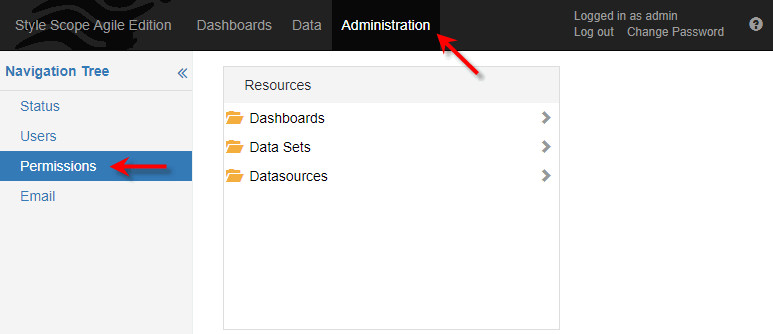 Style Scope Agile Edition Dashboards Data Administration
Logged in as admin
Log out Change Password
?
Navigation Tree «
Status
Users
Permissions
Email
Resources
Dashboards
Data Sets
Datasources